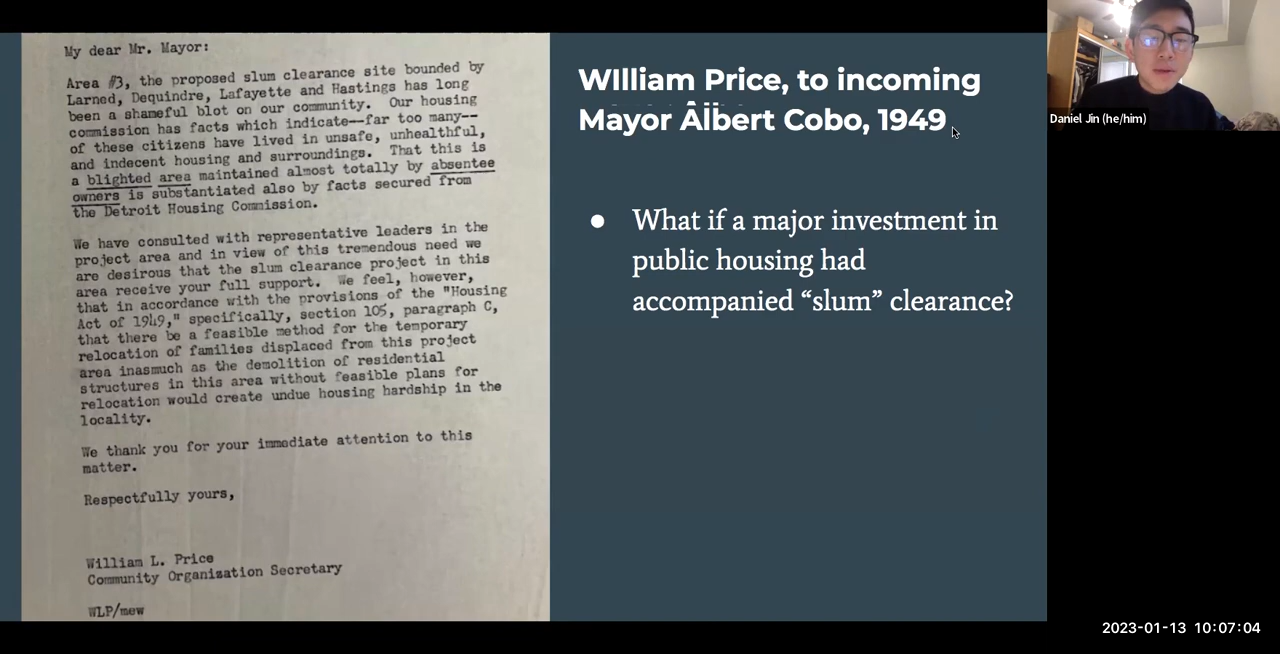 My dear Mr. Mayor:
Area #3, the proposed slum clearance site bounded by
Larned, Dequindre, Lafayette and Hastings has long
been a shameful blot on our community. Our housing
commission has facts which indicate--far too many--
of these citizens have lived in unsafe, unhealthful,
and indecent housing and surroundings. That this is
a blighted area maintained almost totally by absentee
owners is substantiated also by facts secured from
the Detroit Housing Commission.
We have consulted with representative leaders in the
project area and in view of this tremendous need we
are desirous that the slum clearance project in this
area receive your full support. We feel, however,
that in accordance with the provisions of the "Housing
Act of 1949," specifically, section 105, paragraph C,
that there be a feasible method for the temporary
relocation of families displaced from this project
area inasmuch as the demolition of residential
structures in this area without feasible plans for
relocation would create undue housing hardship in the
locality.
We thank you for your immediate attention to this
matter.
Respectfully yours,
William L. Price
Community Organization Secretary
WLP/mew
WIlliam Price, to incoming
Mayor Albert Cobo, 1949
● What if a major investment in
public housing had
accompanied “slum” clearance?
Daniel Jin (he/him)
2023-01-13 10:07:04